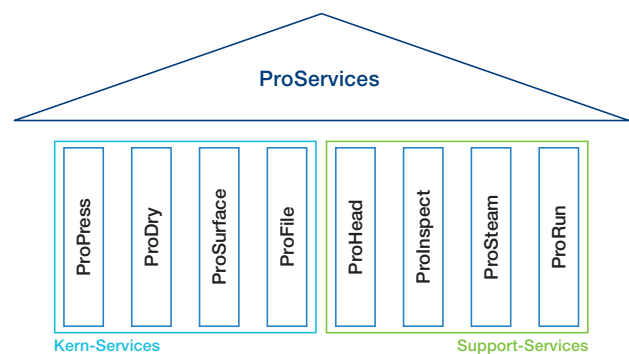 ProServices
ProPress
ProDry
ProSurface
ProFile
ProHead
ProInspect
ProSteam
ProRun
Kern-Services
Support-Services